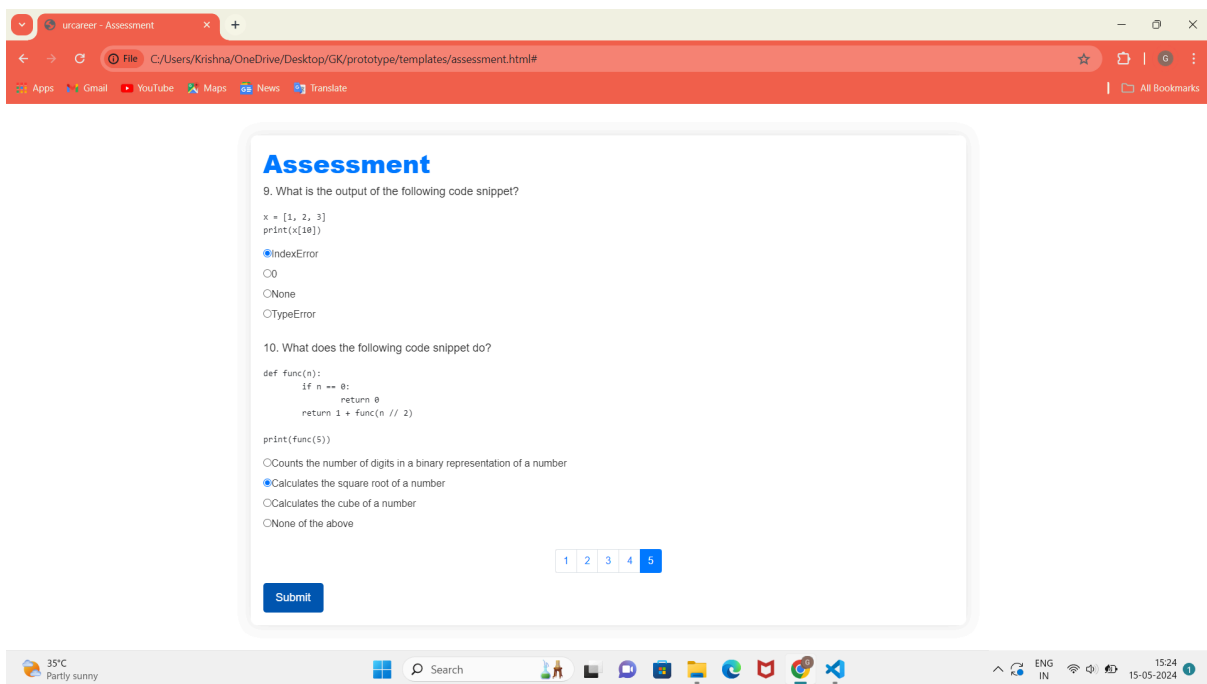 urcareer - Assessment
File C:/Users/Krishna/OneDrive/Desktop/GK/prototype/templates/assessment.html#
G
Apps Gmail YouTube Maps News Translate All Bookmarks
Assessment
9. What is the output of the following code snippet?
x = [1, 2, 3]
print(x[10])
IndexError
0
None
TypeError
10. What does the following code snippet do?
def func(n):
if n == 0:
return 0
return 1 + func(n // 2)
print(func(5))
Counts the number of digits in a binary representation of a number
Calculates the square root of a number
Calculates the cube of a number
None of the above
1 2 3 4 5
Submit
35°C
Partly sunny
Search
ENG
IN
15:24
15-05-2024
1